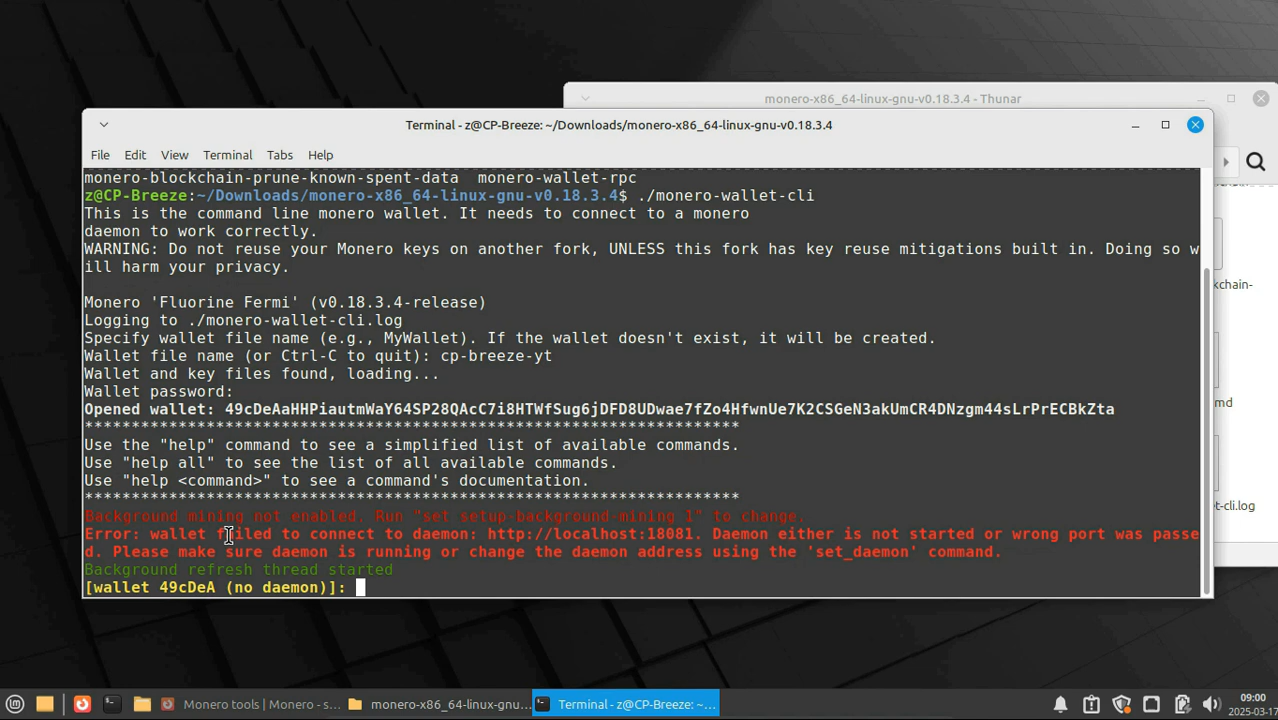 monero-x86_64-linux-gnu-v0.18.3.4 - Thunar
Terminal - z@CP-Breeze: ~/Downloads/monero-x86_64-linux-gnu-v0.18.3.4
File Edit View Terminal Tabs Help
monero-blockchain-prune-known-spent-data  monero-wallet-rpc
z@CP-Breeze:~/Downloads/monero-x86_64-linux-gnu-v0.18.3.4$ ./monero-wallet-cli
This is the command line monero wallet. It needs to connect to a monero
daemon to work correctly.
WARNING: Do not reuse your Monero keys on another fork, UNLESS this fork has key reuse mitigations built in. Doing so w
ill harm your privacy.
Monero 'Fluorine Fermi' (v0.18.3.4-release)
Logging to ./monero-wallet-cli.log
Specify wallet file name (e.g., MyWallet). If the wallet doesn't exist, it will be created.
Wallet file name (or Ctrl-C to quit): cp-breeze-yt
Wallet and key files found, loading...
Wallet password:
Opened wallet: 49cDeAaHHPiautmWaY64SP28QAcC7i8HTWfSug6jDFD8UDwae7fZo4HfwnUe7K2CSGeN3akUmCR4DNzgm44sLrPrECBkZta
**********************************************************************
Use the "help" command to see a simplified list of available commands.
Use "help all" to see the list of all available commands.
Use "help <command>" to see a command's documentation.
**********************************************************************
Background mining not enabled. Run "set setup-background-mining 1" to change.
Error: wallet failed to connect to daemon: http://localhost:18081. Daemon either is not started or wrong port was passe
d. Please make sure daemon is running or change the daemon address using the 'set_daemon' command.
Background refresh thread started
[wallet 49cDeA (no daemon)]:
kchain-
md
t-cli.log
Monero tools | Monero - s... monero-x86_64-linux-gnu... Terminal - z@CP-Breeze: ~/... 09:00
2025-03-17